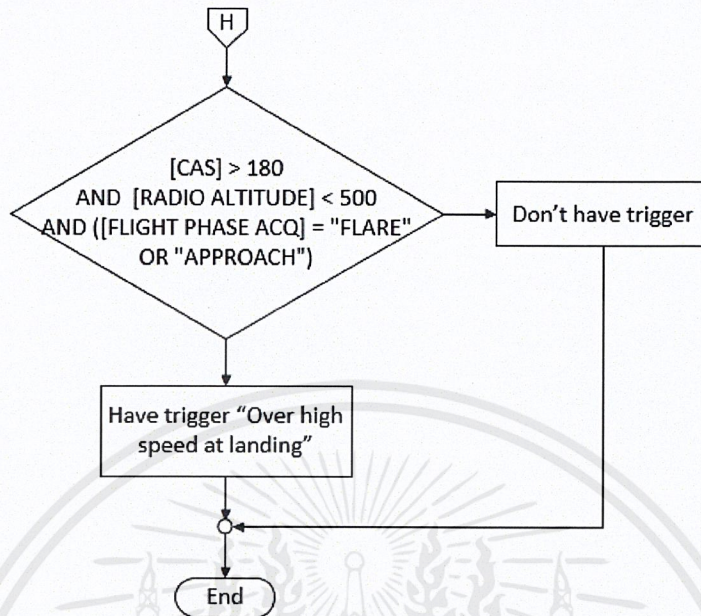 H
[CAS] > 180
AND [RADIO ALTITUDE] < 500
AND ([FLIGHT PHASE ACQ] = "FLARE"
OR "APPROACH")
Don't have trigger
Have trigger “Over high
speed at landing”
End